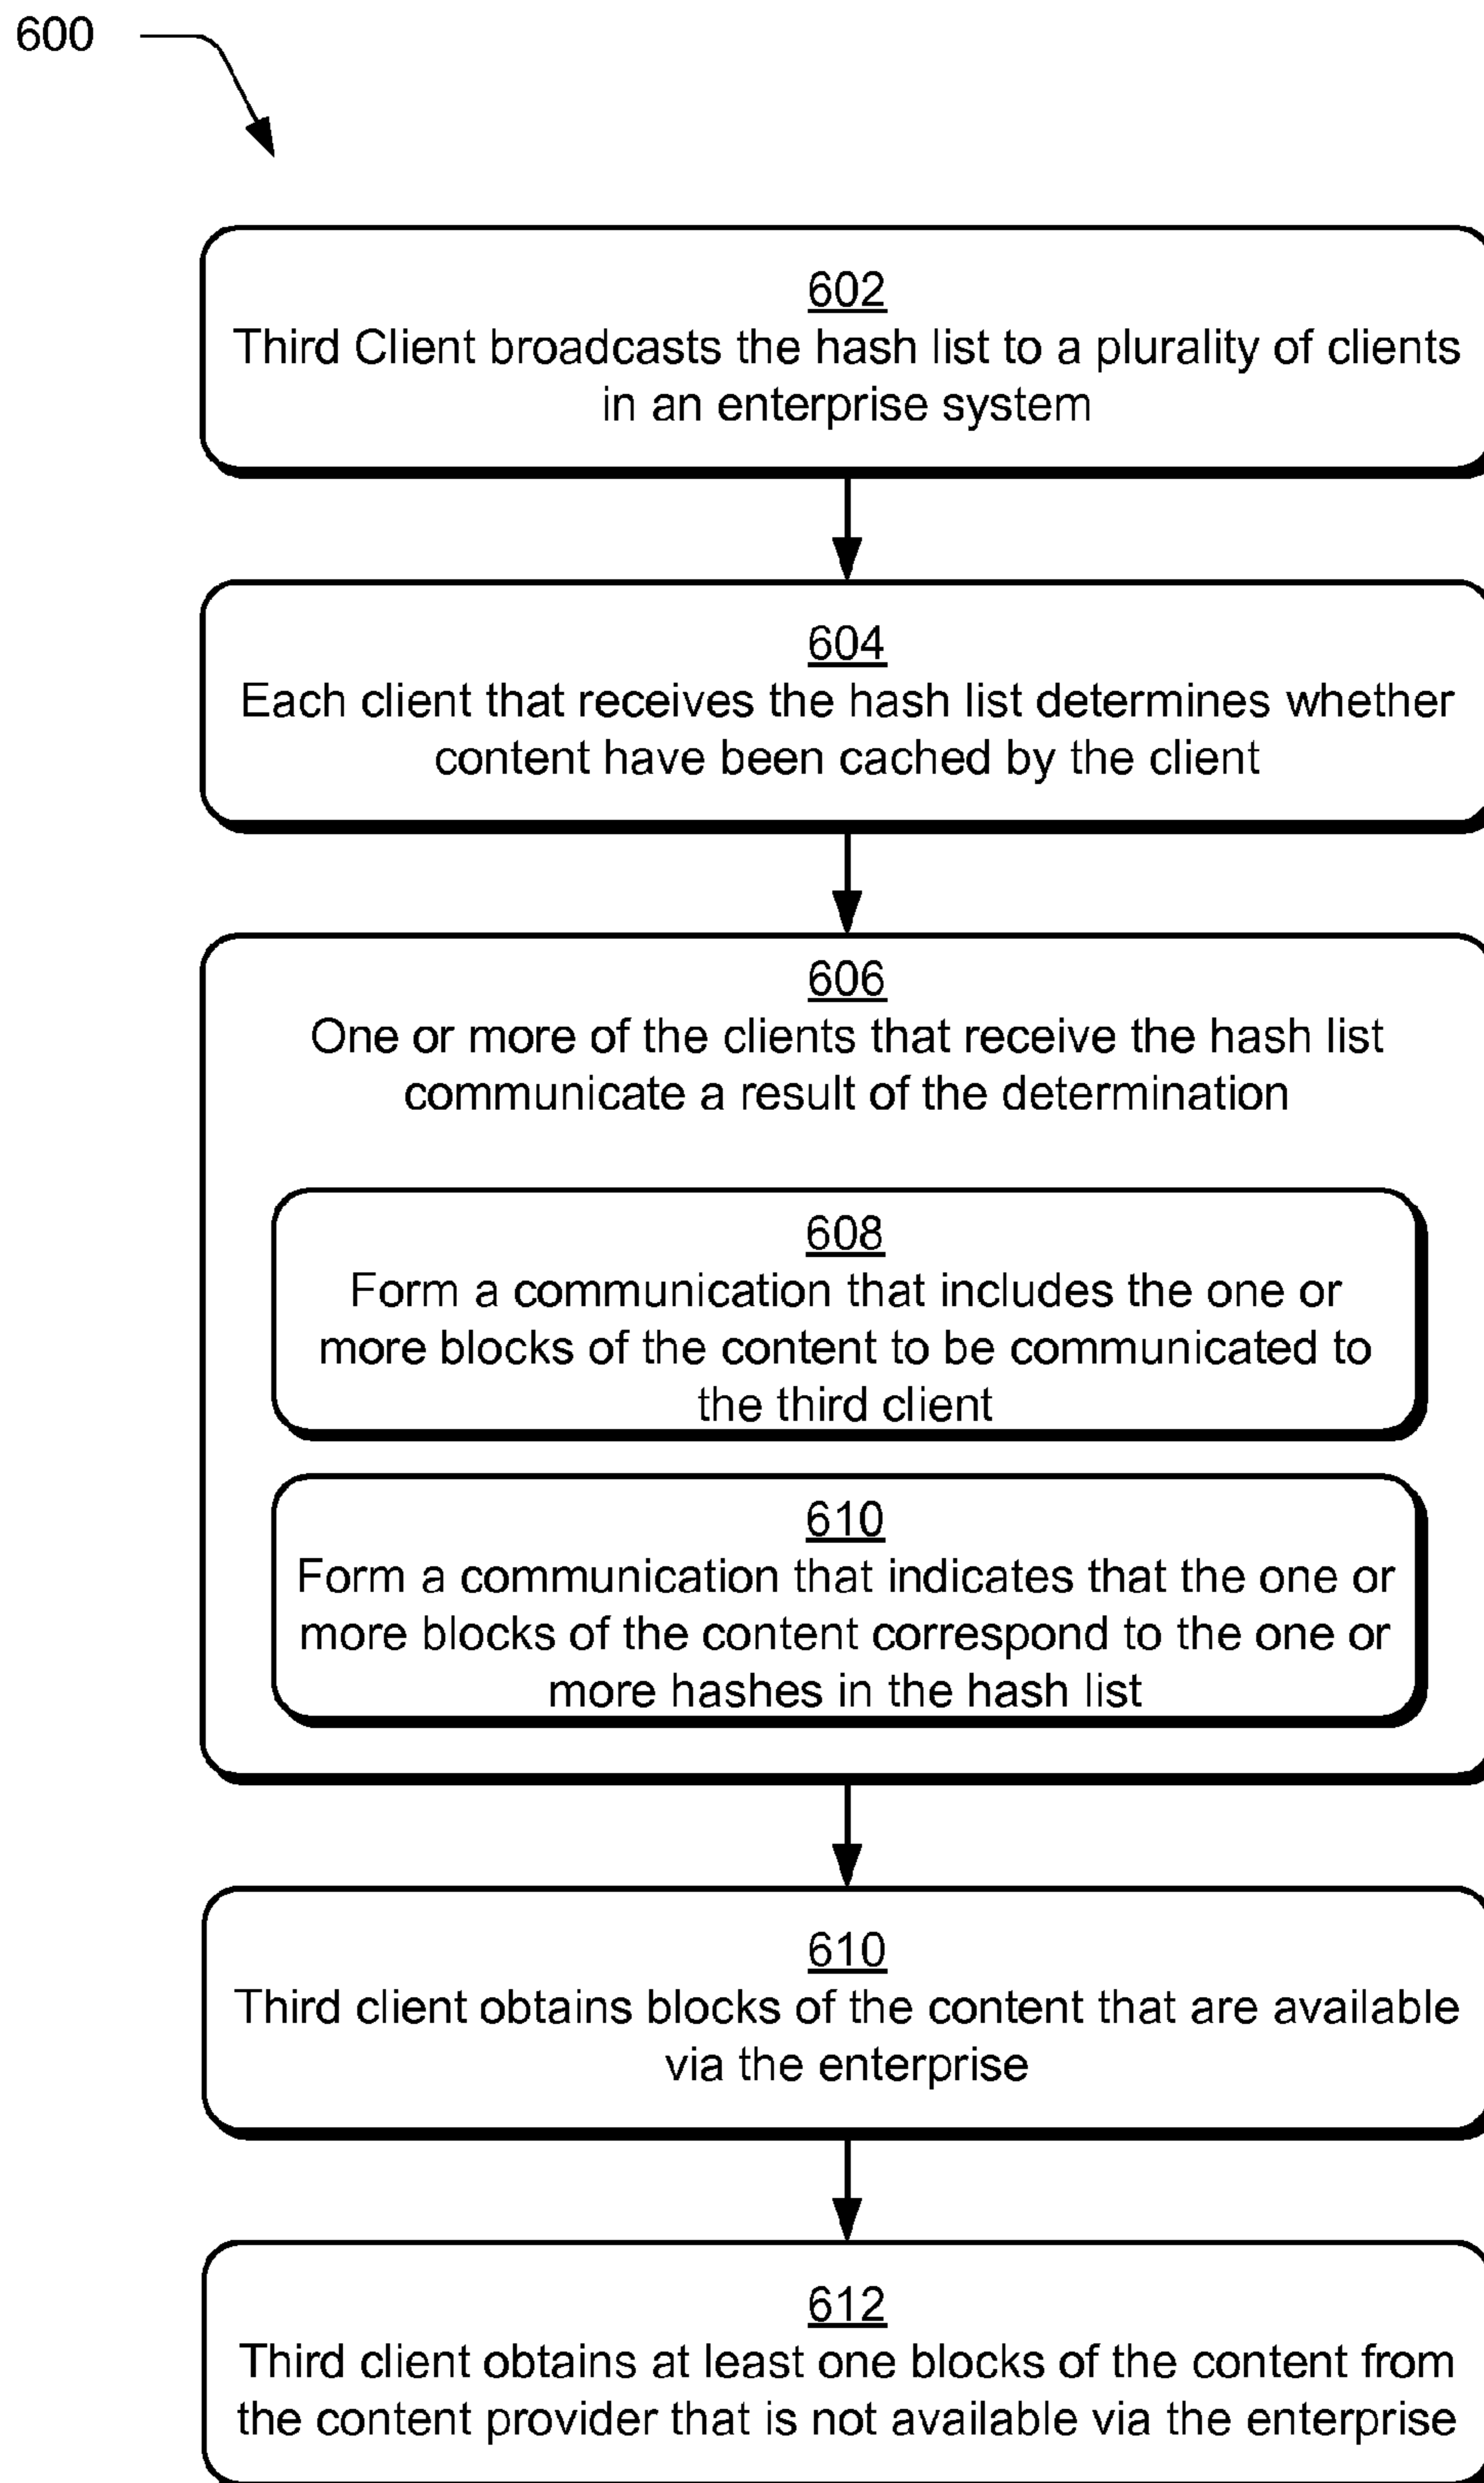 600
602
Third Client broadcasts the hash list to a plurality of clients
in an enterprise system
604
Each client that receives the hash list determines whether
content have been cached by the client
606
One or more of the clients that receive the hash list
communicate a result of the determination
608
Form a communication that includes the one or
more blocks of the content to be communicated to
the third client
610
Form a communication that indicates that the one or
more blocks of the content correspond to the one or
more hashes in the hash list
610
Third client obtains blocks of the content that are available
via the enterprise
612
Third client obtains at least one blocks of the content from
the content provider that is not available via the enterprise